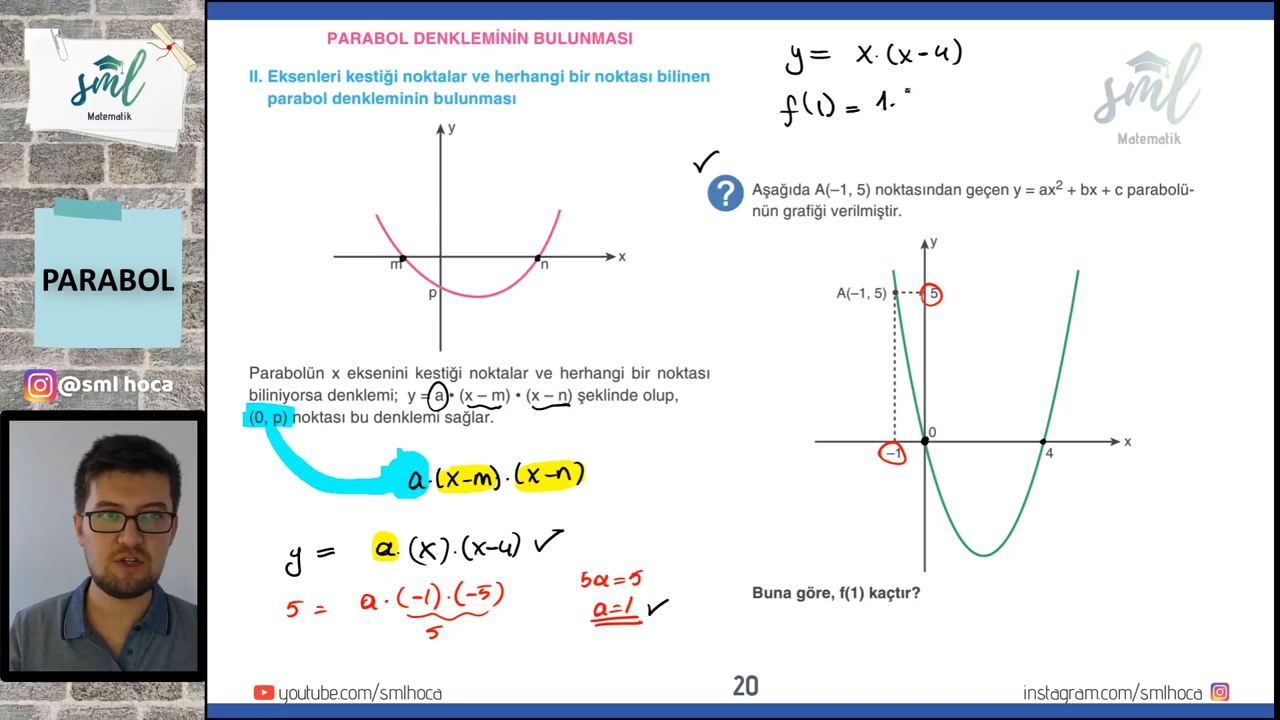 sml
Matematik
PARABOL
@sml hoca
PARABOL DENKLEMİNİN BULUNMASI
II. Eksenleri kestiği noktalar ve herhangi bir noktası bilinen
parabol denkleminin bulunması
y
x
m
n
p
Parabolün x eksenini kestiği noktalar ve herhangi bir noktası
biliniyorsa denklemi; y = a • (x – m) • (x – n) şeklinde olup,
(0, p) noktası bu denklemi sağlar.
a·(x-m)·(x-n)
y = a·(x)·(x-4)
5 = a·(-1)·(-5)
5
5a=5
a=1
y = x·(x-4)
f(1) = 1.
sml
Matematik
?
Aşağıda A(–1, 5) noktasından geçen y = ax² + bx + c parabolü-
nün grafiği verilmiştir.
y
A(–1, 5)
5
0
x
–1
4
Buna göre, f(1) kaçtır?
youtube.com/smlhoca
20
instagram.com/smlhoca